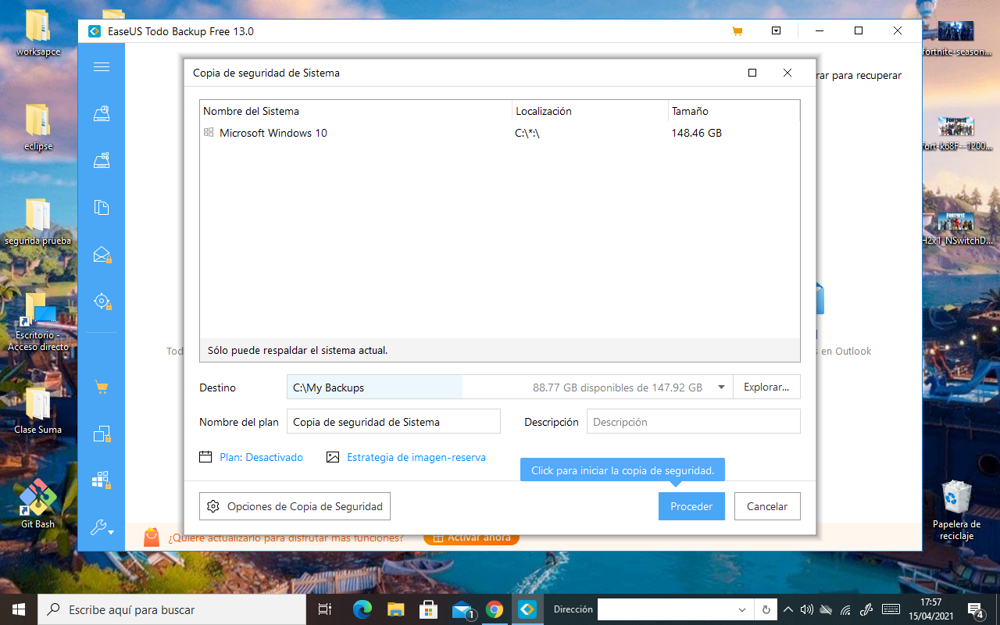 EaseUS Todo Backup Free 13.0
worksapce
eclipse
segunda prueba
Escritorio -
Acceso directo
Clase Suma
Git Bash
Copia de seguridad de Sistema
rar para recuperar
Nombre del Sistema
Localización
Tamaño
Microsoft Windows 10
C:\*:\
148.46 GB
Sólo puede respaldar el sistema actual.
Tod
s en Outlook
Destino
C:\My Backups
88.77 GB disponibles de 147.92 GB
Explorar...
Nombre del plan
Copia de seguridad de Sistema
Descripción
Descripción
Plan: Desactivado
Estrategia de imagen-reserva
Click para iniciar la copia de seguridad.
Opciones de Copia de Seguridad
Proceder
Cancelar
¿Quiere actualizarlo para disfrutar más funciones?
Activar ahora
fortnite-season...
fort-k68F--1200...
H2x1_NSwitchD...
Papelera de
reciclaje
Escribe aquí para buscar
1
Dirección
17:57
15/04/2021
4